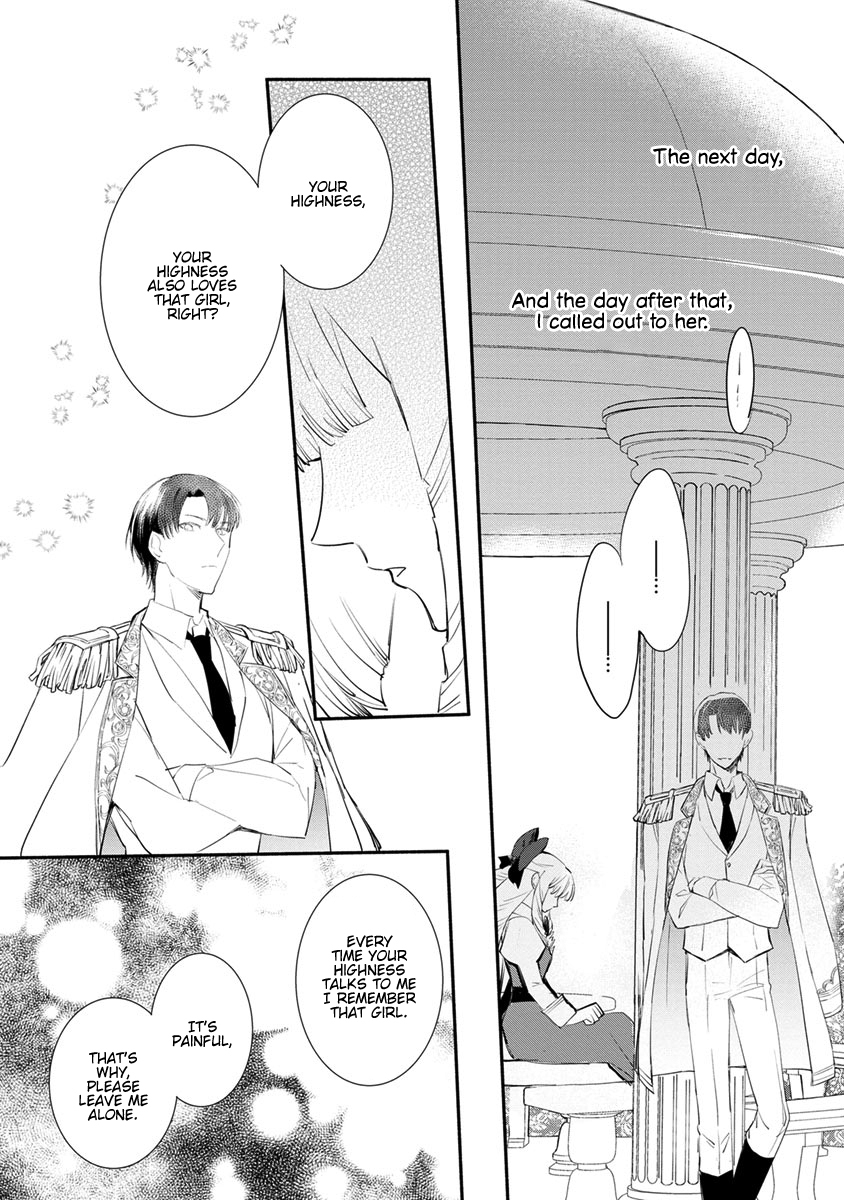 The next day,
And the day after that,
I called out to her.
--
---...
---...
YOUR
HIGHNESS,
YOUR
HIGHNESS
ALSO LOVES
THAT GIRL,
RIGHT?
EVERY
TIME YOUR
HIGHNESS
TALKS TO ME
I REMEMBER
THAT GIRL.
IT'S
PAINFUL,
THAT'S
WHY,
PLEASE
LEAVE ME
ALONE.